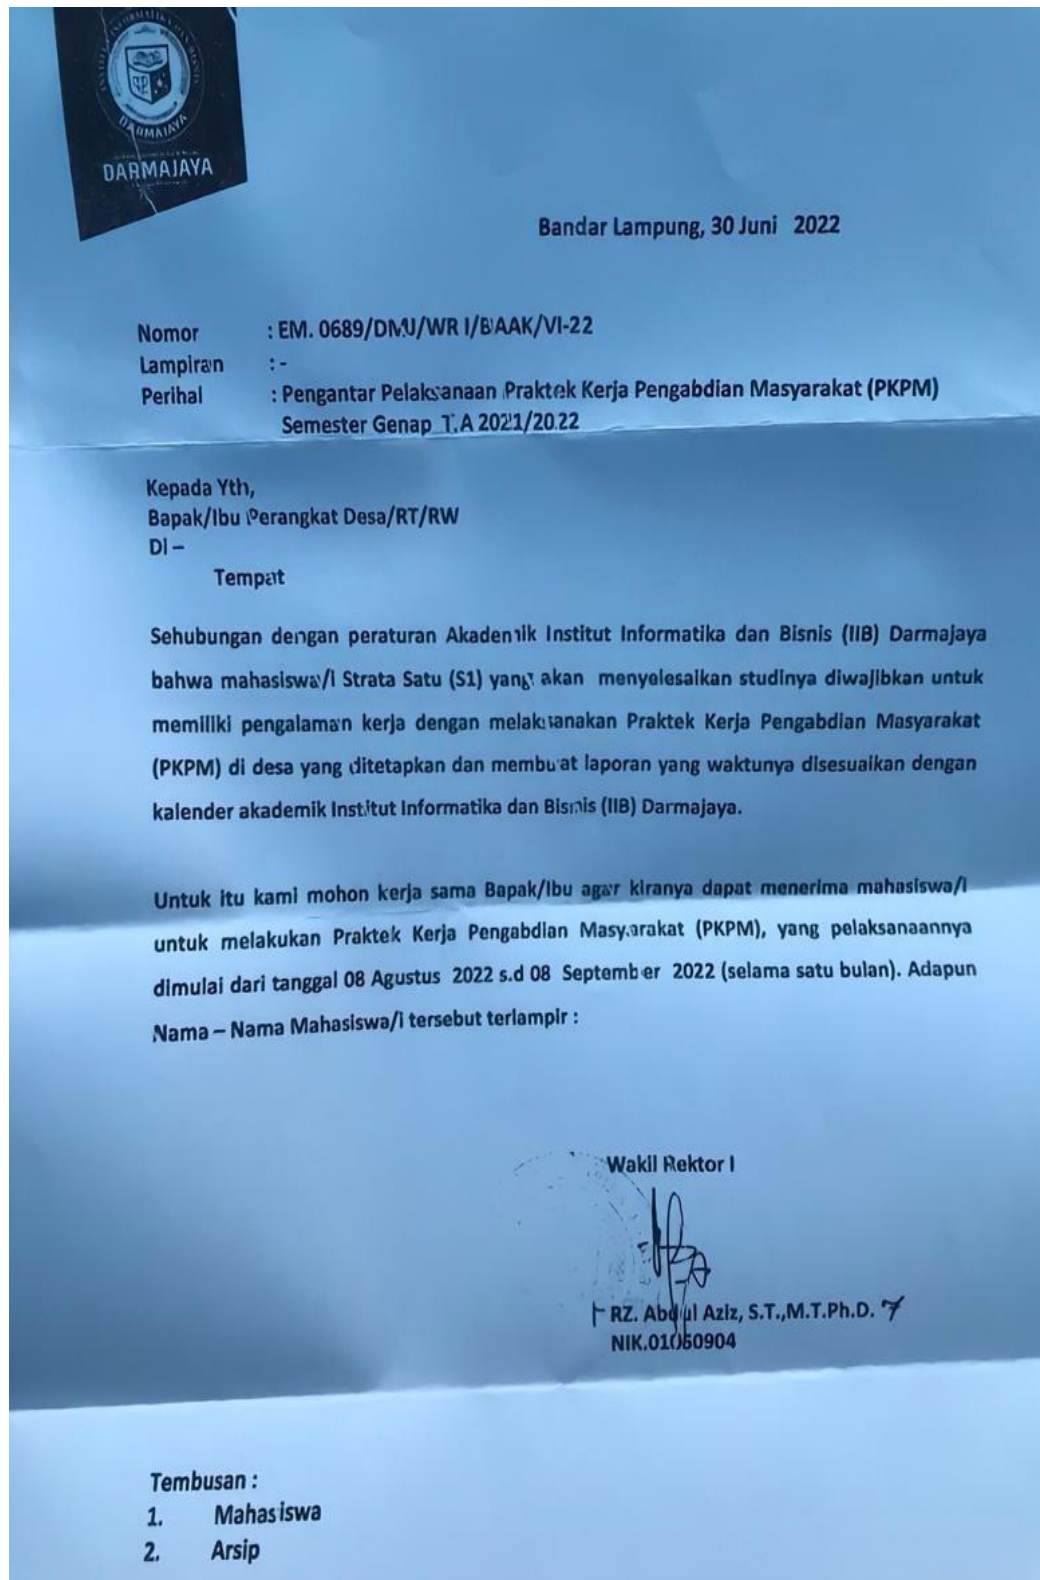 DARMAJAYA
DARMAJAYA
Bandar Lampung, 30 Juni 2022
Nomor : EM. 0689/DMJ/WR I/BAAK/VI-22
Lampiran : -
Perihal : Pengantar Pelaksanaan Praktek Kerja Pengabdian Masyarakat (PKPM)
Semester Genap T.A 2021/2022
Kepada Yth,
Bapak/Ibu Perangkat Desa/RT/RW
Di –
Tempat
Sehubungan dengan peraturan Akademik Institut Informatika dan Bisnis (IIB) Darmajaya
bahwa mahasiswa/i Strata Satu (S1) yang akan menyelesaikan studinya diwajibkan untuk
memiliki pengalaman kerja dengan melaksanakan Praktek Kerja Pengabdian Masyarakat
(PKPM) di desa yang ditetapkan dan membuat laporan yang waktunya disesuaikan dengan
kalender akademik Institut Informatika dan Bisnis (IIB) Darmajaya.
Untuk itu kami mohon kerja sama Bapak/Ibu agar kiranya dapat menerima mahasiswa/i
untuk melakukan Praktek Kerja Pengabdian Masyarakat (PKPM), yang pelaksanaannya
dimulai dari tanggal 08 Agustus 2022 s.d 08 September 2022 (selama satu bulan). Adapun
Nama – Nama Mahasiswa/i tersebut terlampir :
Wakil Rektor I
RZ. Abdul Aziz, S.T.,M.T.Ph.D.
NIK.01060904
Tembusan :
1. Mahasiswa
2. Arsip